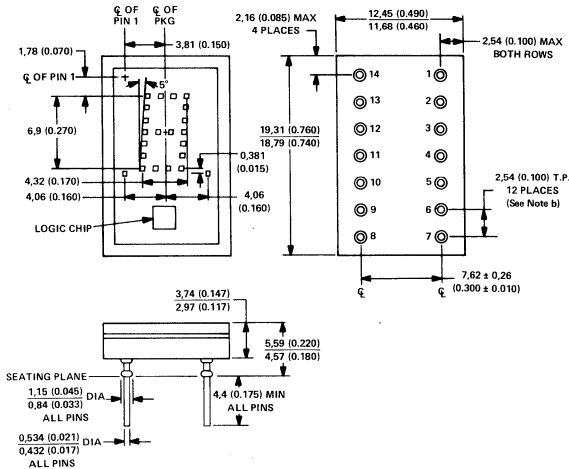 ℄ OF
PIN 1
℄ OF
PKG
3,81 (0.150)
1,78 (0.070)
℄ OF PIN 1
5°
6,9 (0.270)
0,381
(0.015)
4,32 (0.170)
4,06 (0.160)
4,06
(0.160)
LOGIC CHIP
2,16 (0.085) MAX
4 PLACES
12,45 (0.490)
11,68 (0.460)
2,54 (0.100) MAX
BOTH ROWS
14 1
13 2
12 3
11 4
10 5
9 6
8 7
19,31 (0.760)
18,79 (0.740)
2,54 (0.100) T.P.
12 PLACES
(See Note b)
7,62 ± 0,26
(0.300 ± 0.010)
℄ ℄
3,74 (0.147)
2,97 (0.117)
5,59 (0.220)
4,57 (0.180)
SEATING PLANE
1,15 (0.045) DIA
0,84 (0.033)
ALL PINS
4,4 (0.175) MIN
ALL PINS
0,534 (0.021) DIA
0,432 (0.017)
ALL PINS